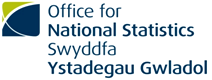 Office for
National Statistics
Swyddfa
Ystadegau Gwladol